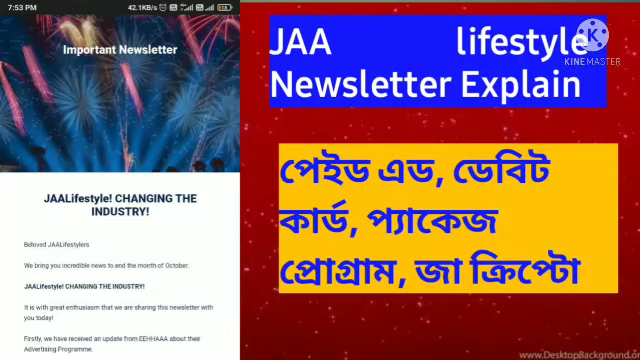 7:53 PM
42.1KB/s
Important Newsletter
JAALifestyle! CHANGING THE
INDUSTRY!
Beloved JAALifestylers
We bring you incredible news to end the month of October.
JAALifestyle! CHANGING THE INDUSTRY!
It is with great enthusiasm that we are sharing this newsletter with
you today!
Firstly, we have received an update from EEHHAAA about their
Advertising Programme.
JAA lifestyle
Newsletter Explain
KINEMASTER
পেইড এড, ডেবিট
কার্ড, প্যাকেজ
প্রোগ্রাম, জা ক্রিপ্টো
www.DesktopBackground.org